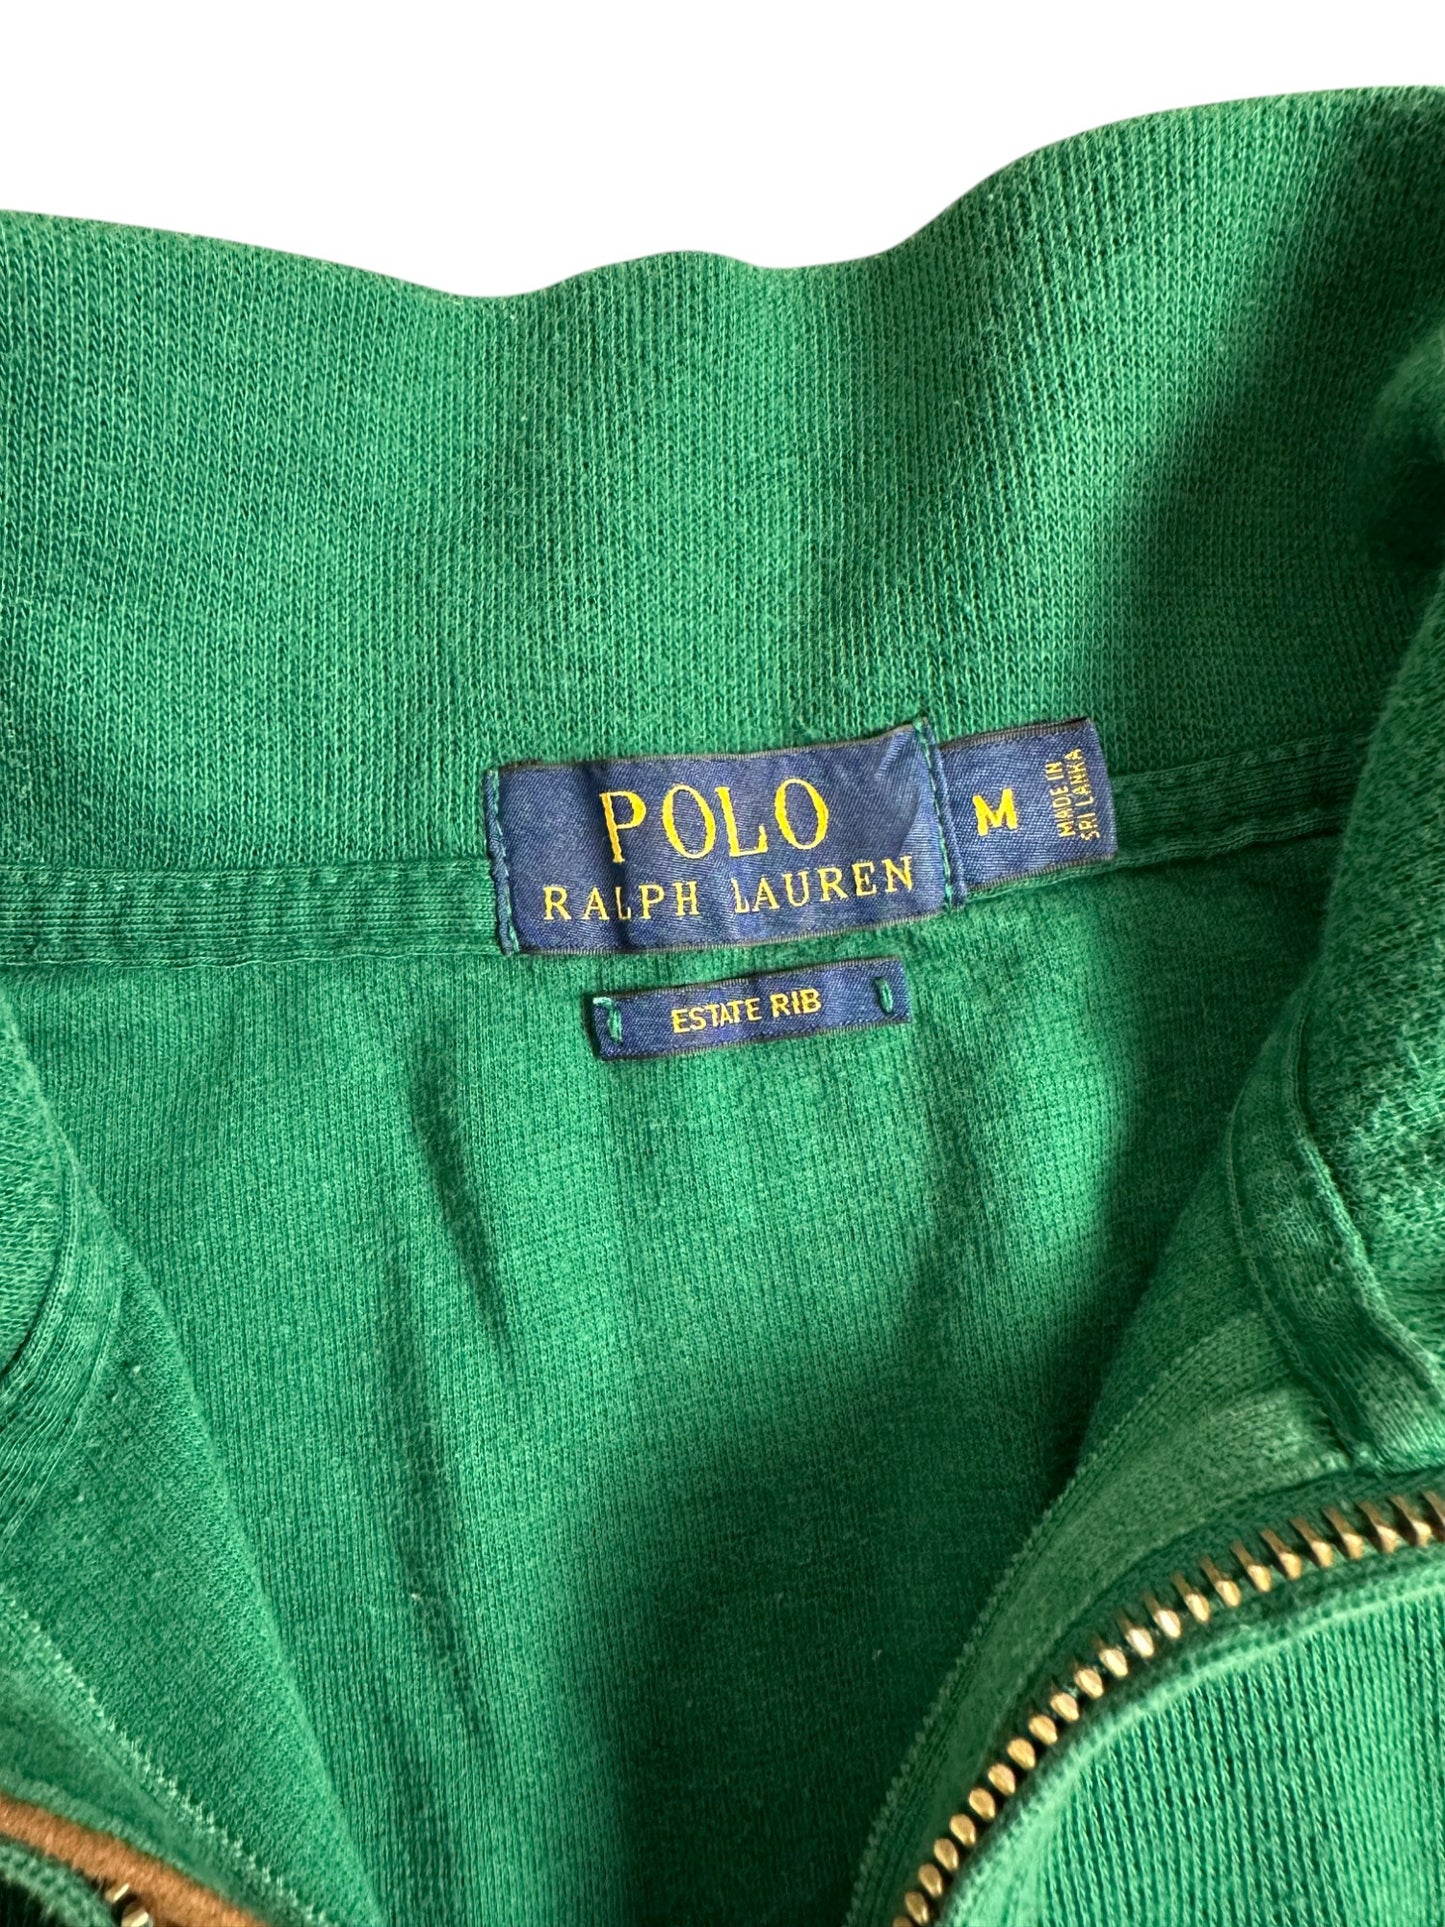 POLO
RALPH LAUREN
M
MADE IN
SRI LANKA
ESTATE RIB